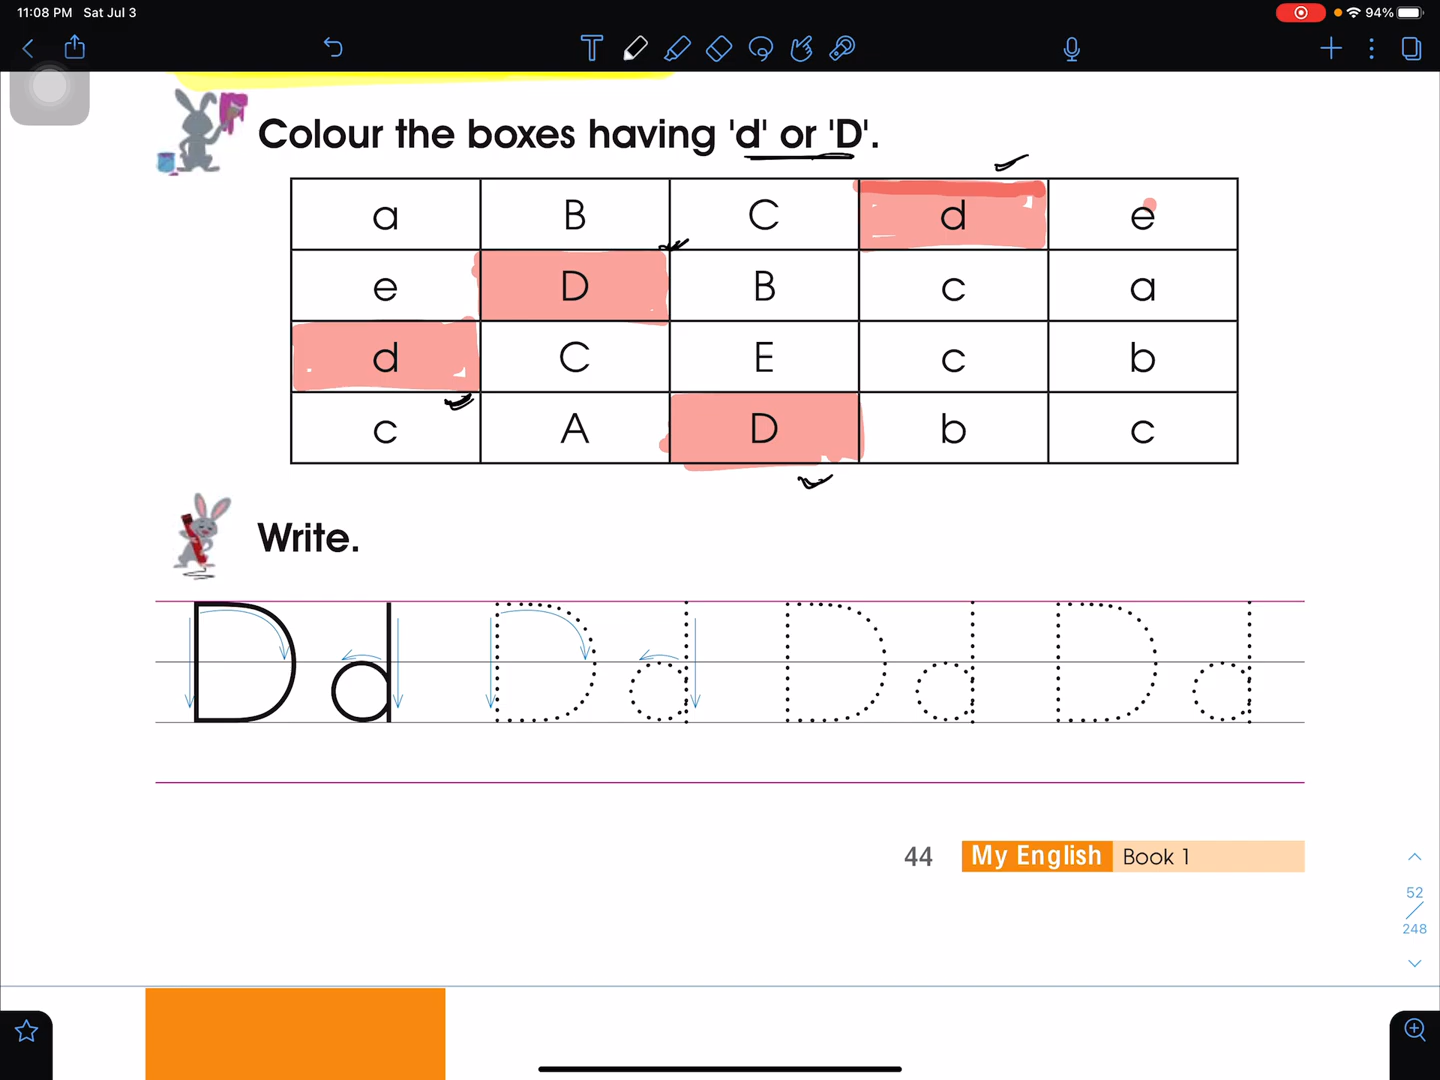 11:08 PM Sat Jul 3 94%
Colour the boxes having 'd' or 'D'.
a B C d e
e D B c a
d C E c b
c A D b c
Write.
D d D d D d D d
44 My English Book 1
52
248